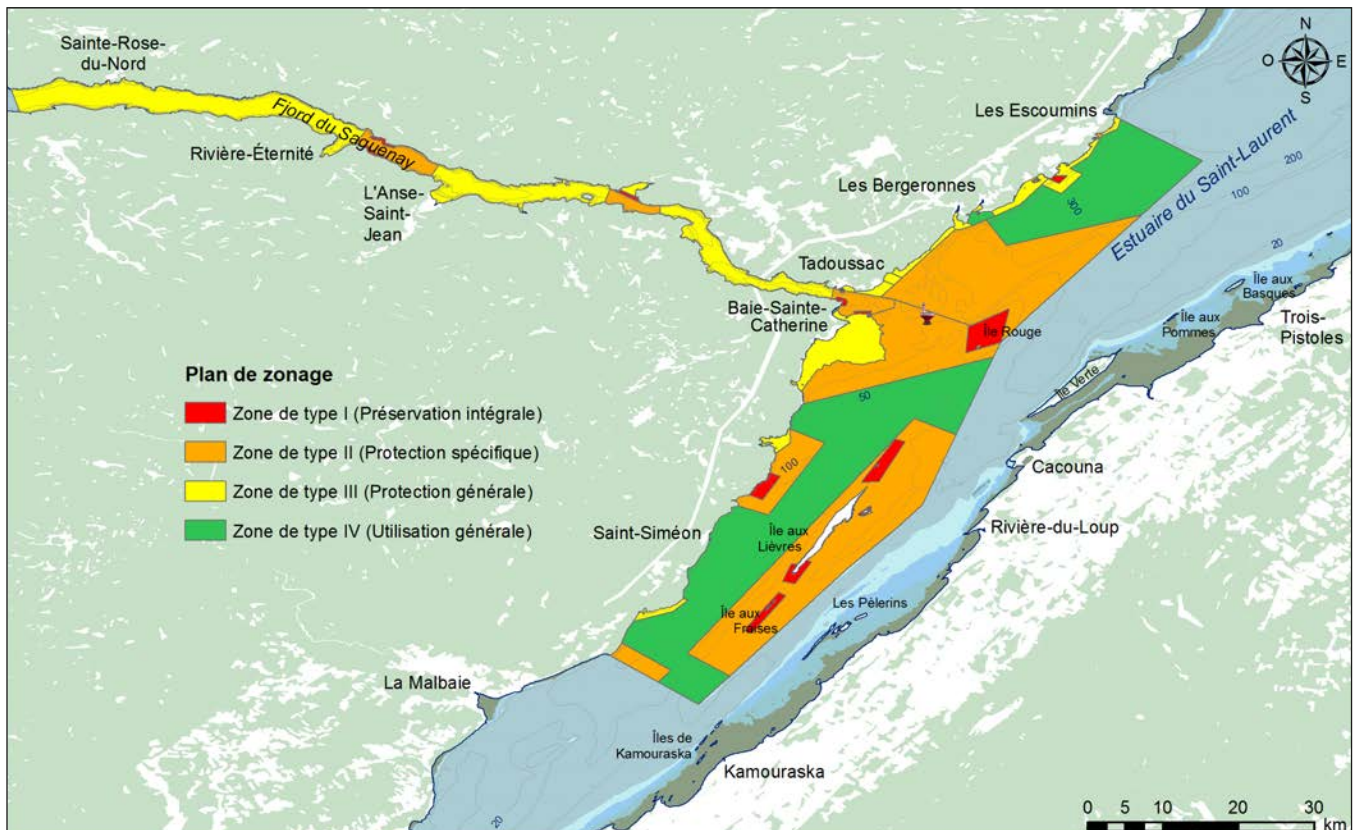 Sainte-Rose-
du-Nord
Fjord du Saguenay
Rivière-Éternité
L'Anse-
Saint-
Jean
N
O
E
S
Les Escoumins
Estuaire du Saint-Laurent
200
100
300
20
Les Bergeronnes
Tadoussac
Baie-Sainte-
Catherine
Île Rouge
Île aux
Basques
Île aux
Pommes
Trois-
Pistoles
Île Verte
50
100
Cacouna
Rivière-du-Loup
Saint-Siméon
Île aux
Lièvres
Île aux
Fraises
Les Pèlerins
Plan de zonage
Zone de type I (Préservation intégrale)
Zone de type II (Protection spécifique)
Zone de type III (Protection générale)
Zone de type IV (Utilisation générale)
La Malbaie
Îles de
Kamouraska
Kamouraska
20
0 5 10 20 30
km